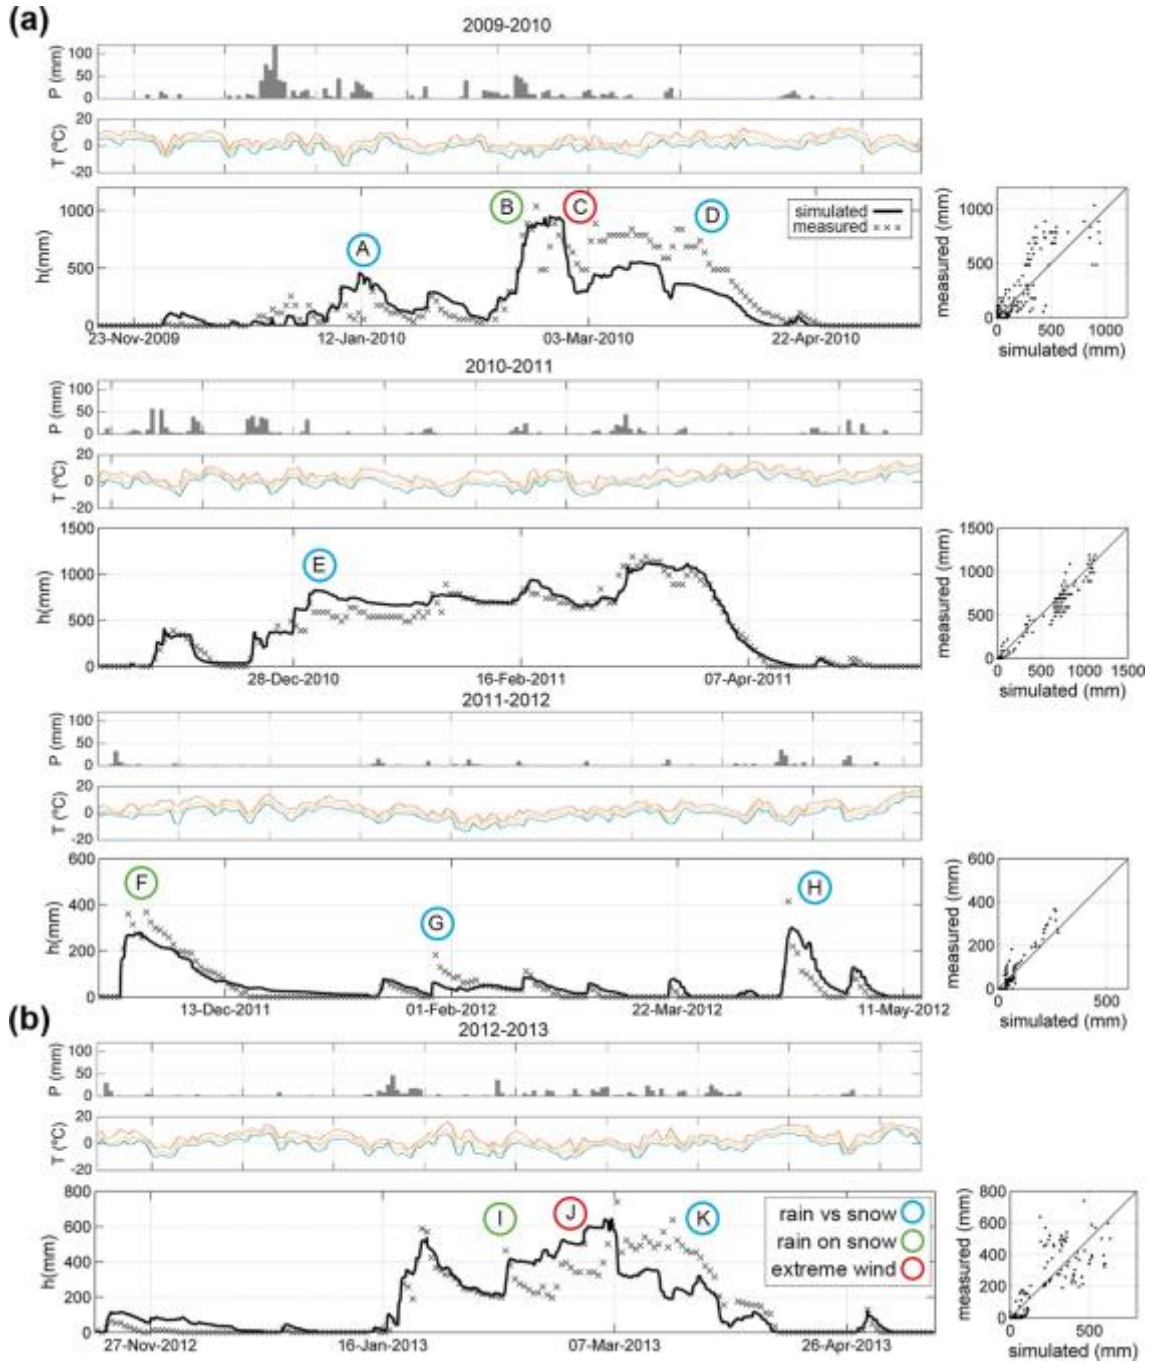 (a)
2009-2010
P (mm)
100
50
0
T (ºC)
20
0
-20
h(mm)
1000
500
0
A
B
C
D
simulated
measured
23-Nov-2009
12-Jan-2010
03-Mar-2010
22-Apr-2010
measured (mm)
1000
500
0
0
500
1000
simulated (mm)
2010-2011
P (mm)
100
50
0
T (ºC)
20
0
-20
h(mm)
1500
1000
500
0
E
28-Dec-2010
16-Feb-2011
07-Apr-2011
measured (mm)
1500
1000
500
0
0
500
1000
1500
simulated (mm)
2011-2012
P (mm)
100
50
0
T (ºC)
20
0
-20
h(mm)
600
400
200
0
F
G
H
13-Dec-2011
01-Feb-2012
22-Mar-2012
11-May-2012
measured (mm)
600
400
200
0
0
500
simulated (mm)
(b)
2012-2013
P (mm)
100
50
0
T (ºC)
20
0
-20
h(mm)
800
600
400
200
0
I
J
K
rain vs snow
rain on snow
extreme wind
27-Nov-2012
16-Jan-2013
07-Mar-2013
26-Apr-2013
measured (mm)
800
600
400
200
0
0
500
simulated (mm)